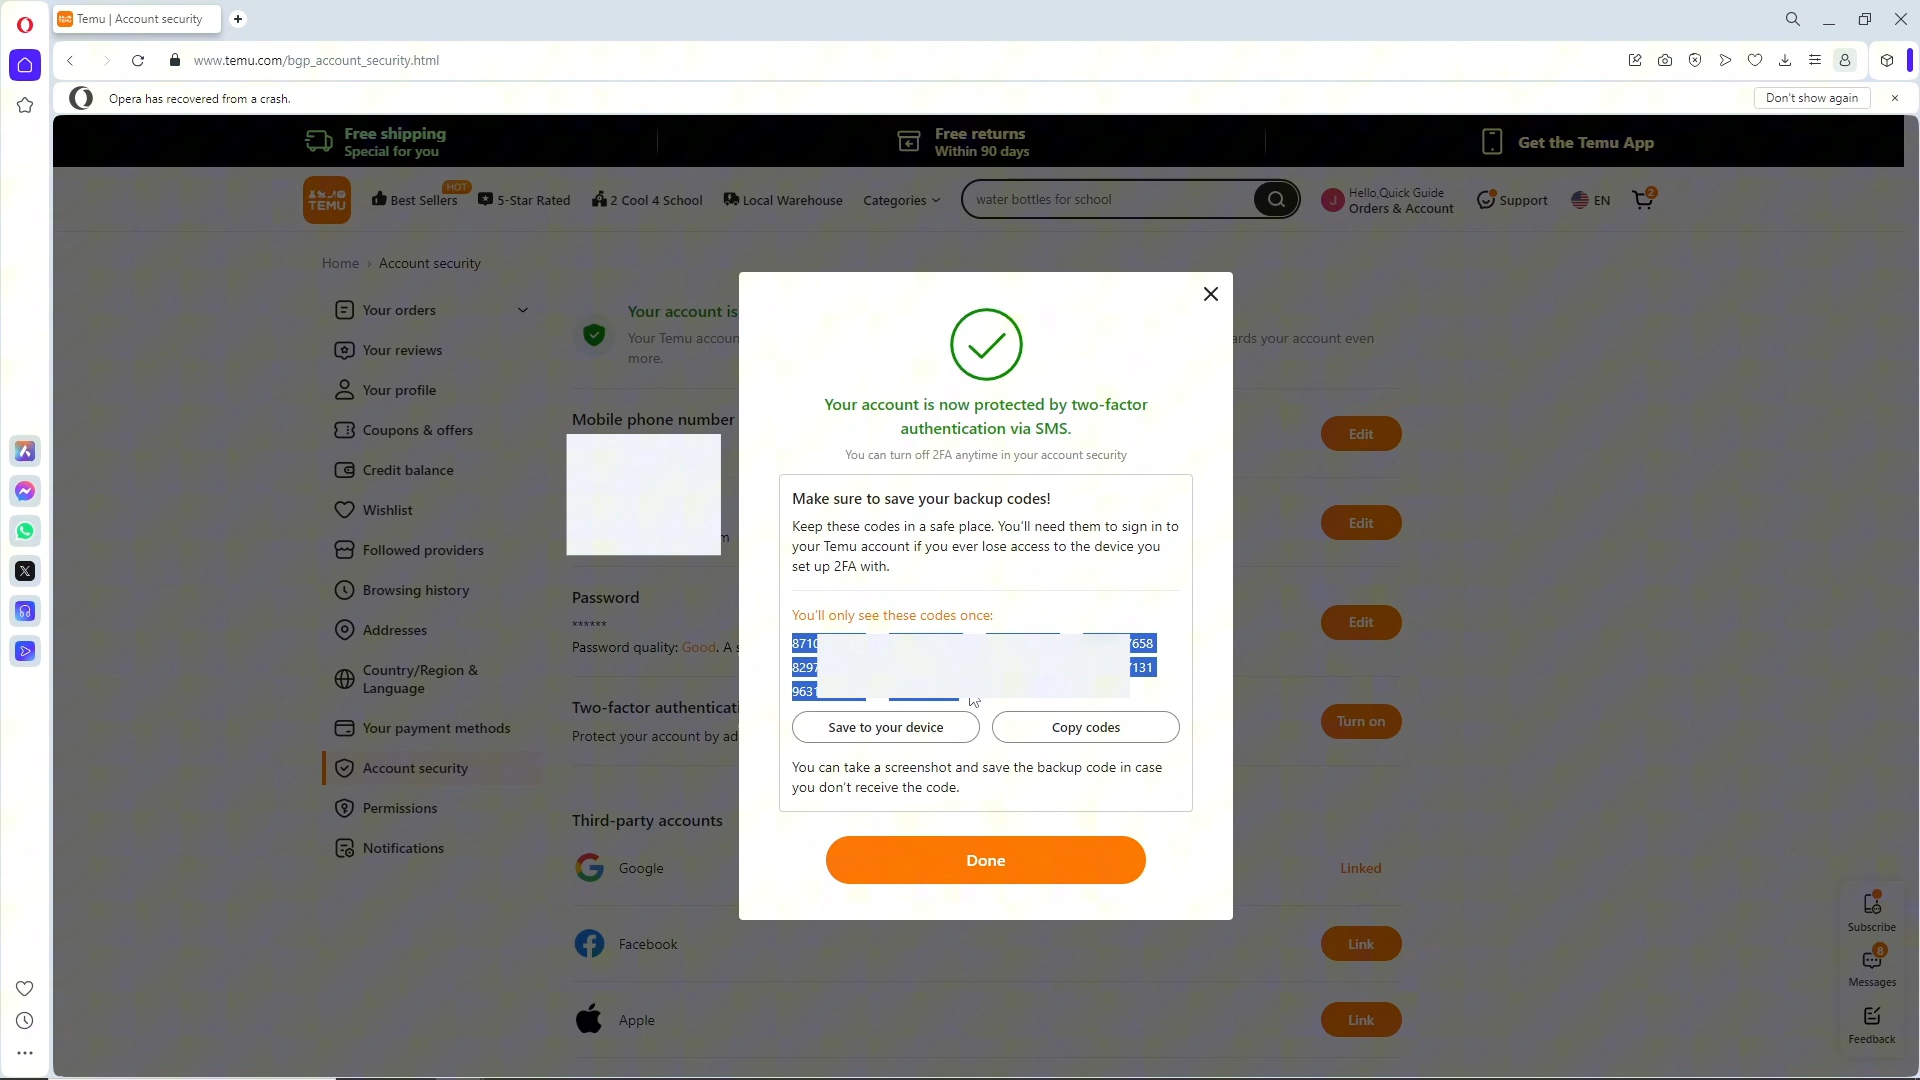 Temu | Account security
www.temu.com/bgp_account_security.html
Opera has recovered from a crash.
Don't show again
Free shipping
Special for you
Free returns
Within 90 days
Get the Temu App
TEMU
Best Sellers
HOT
5-Star Rated
2 Cool 4 School
Local Warehouse
Categories
water bottles for school
J
Hello,Quick Guide
Orders & Account
Support
EN
2
Home › Account security
Your orders
Your reviews
Your profile
Coupons & offers
Credit balance
Wishlist
Followed providers
Browsing history
Addresses
Country/Region &
Language
Your payment methods
Account security
Permissions
Notifications
Your account is
Your Temu accoun
ards your account even
more.
Mobile phone number
Edit
m
Edit
Password
******
Password quality: Good. A s
Edit
Two-factor authenticati
Protect your account by ad
Turn on
Third-party accounts
Google
Linked
Facebook
Link
Apple
Link
Your account is now protected by two-factor
authentication via SMS.
You can turn off 2FA anytime in your account security
Make sure to save your backup codes!
Keep these codes in a safe place. You'll need them to sign in to
your Temu account if you ever lose access to the device you
set up 2FA with.
You'll only see these codes once:
8710 7658
8297 7131
9631
Save to your device
Copy codes
You can take a screenshot and save the backup code in case
you don't receive the code.
Done
Subscribe
8
Messages
Feedback